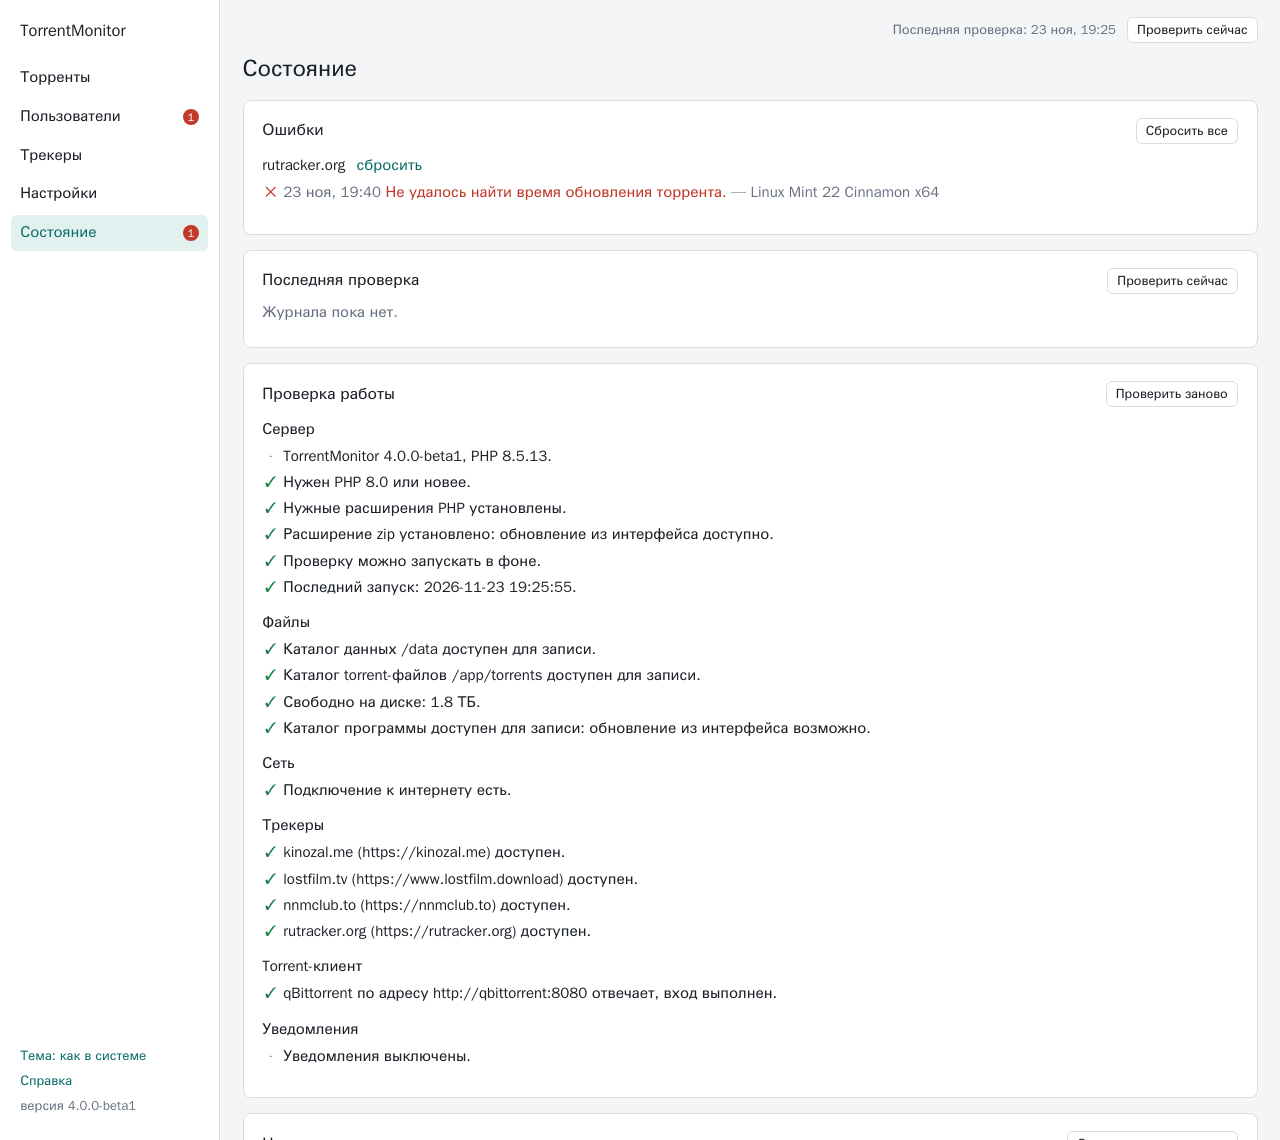 TorrentMonitor
Торренты
Пользователи 1
Трекеры
Настройки
Состояние 1
Тема: как в системе
Справка
версия 4.0.0-beta1
Последняя проверка: 23 ноя, 19:25 Проверить сейчас
Состояние
Ошибки Сбросить все
rutracker.org сбросить
✕ 23 ноя, 19:40 Не удалось найти время обновления торрента. — Linux Mint 22 Cinnamon x64
Последняя проверка Проверить сейчас
Журнала пока нет.
Проверка работы Проверить заново
Сервер
· TorrentMonitor 4.0.0-beta1, PHP 8.5.13.
✓ Нужен PHP 8.0 или новее.
✓ Нужные расширения PHP установлены.
✓ Расширение zip установлено: обновление из интерфейса доступно.
✓ Проверку можно запускать в фоне.
✓ Последний запуск: 2026-11-23 19:25:55.
Файлы
✓ Каталог данных /data доступен для записи.
✓ Каталог torrent-файлов /app/torrents доступен для записи.
✓ Свободно на диске: 1.8 ТБ.
✓ Каталог программы доступен для записи: обновление из интерфейса возможно.
Сеть
✓ Подключение к интернету есть.
Трекеры
✓ kinozal.me (https://kinozal.me) доступен.
✓ lostfilm.tv (https://www.lostfilm.download) доступен.
✓ nnmclub.to (https://nnmclub.to) доступен.
✓ rutracker.org (https://rutracker.org) доступен.
Torrent-клиент
✓ qBittorrent по адресу http://qbittorrent:8080 отвечает, вход выполнен.
Уведомления
· Уведомления выключены.